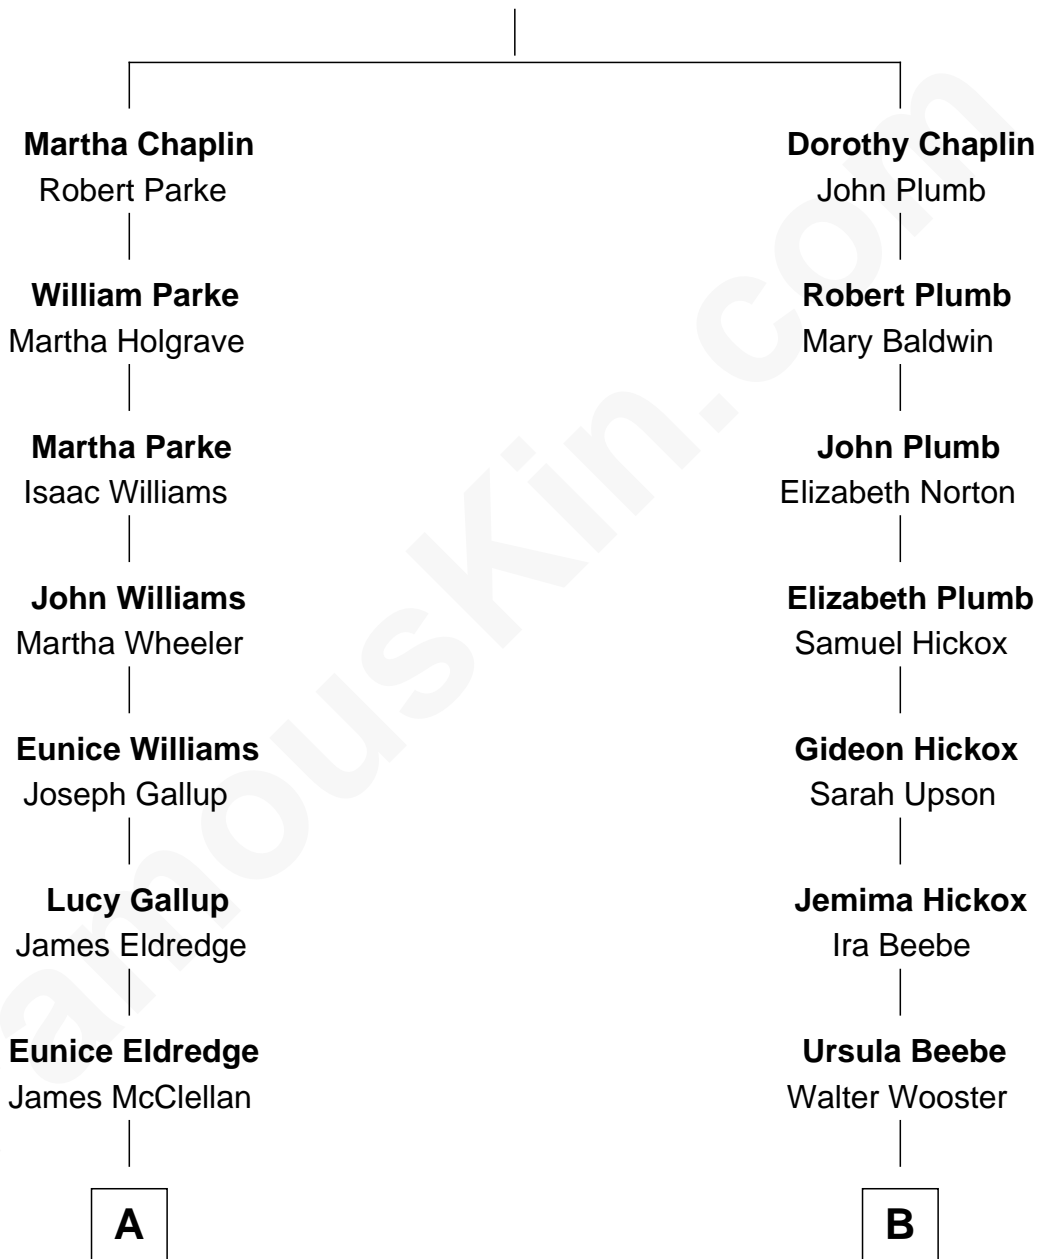 Martha Chaplin
Robert Parke
William Parke
Martha Holgrave
Martha Parke
Isaac Williams
John Williams
Martha Wheeler
Eunice Williams
Joseph Gallup
Lucy Gallup
James Eldredge
Eunice Eldredge
James McClellan
A
Dorothy Chaplin
John Plumb
Robert Plumb
Mary Baldwin
John Plumb
Elizabeth Norton
Elizabeth Plumb
Samuel Hickox
Gideon Hickox
Sarah Upson
Jemima Hickox
Ira Beebe
Ursula Beebe
Walter Wooster
B
amouskin.com